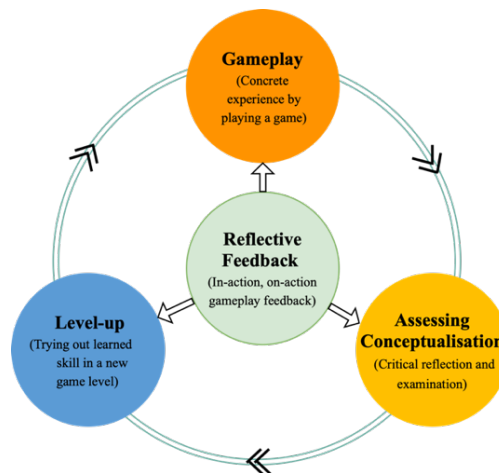 Gameplay
(Concrete
experience by
playing a game)
Reflective
Feedback
(In-action, on-action
gameplay feedback)
Level-up
(Trying out learned
skill in a new
game level)
Assessing
Conceptualisation
(Critical reflection and
examination)